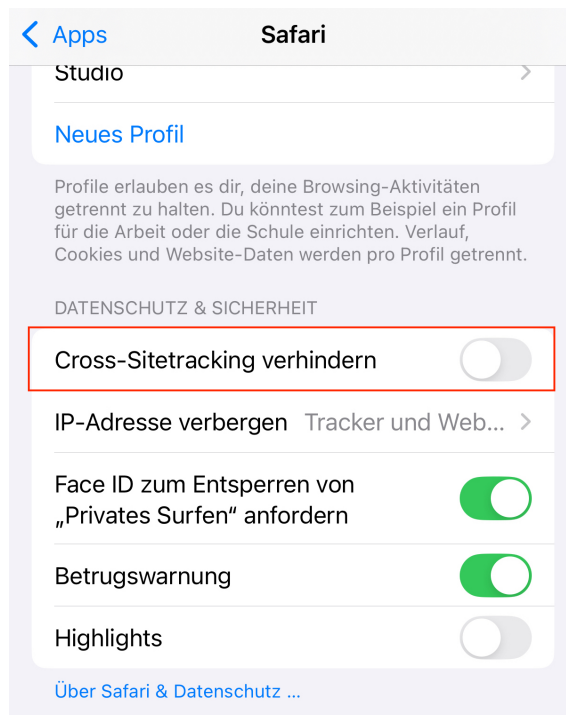 Apps
Safari
Studio
Neues Profil
Profile erlauben es dir, deine Browsing-Aktivitäten
getrennt zu halten. Du könntest zum Beispiel ein Profil
für die Arbeit oder die Schule einrichten. Verlauf,
Cookies und Website-Daten werden pro Profil getrennt.
DATENSCHUTZ & SICHERHEIT
Cross-Sitetracking verhindern
IP-Adresse verbergen Tracker und Web...
Face ID zum Entsperren von
„Privates Surfen“ anfordern
Betrugswarnung
Highlights
Über Safari & Datenschutz ...